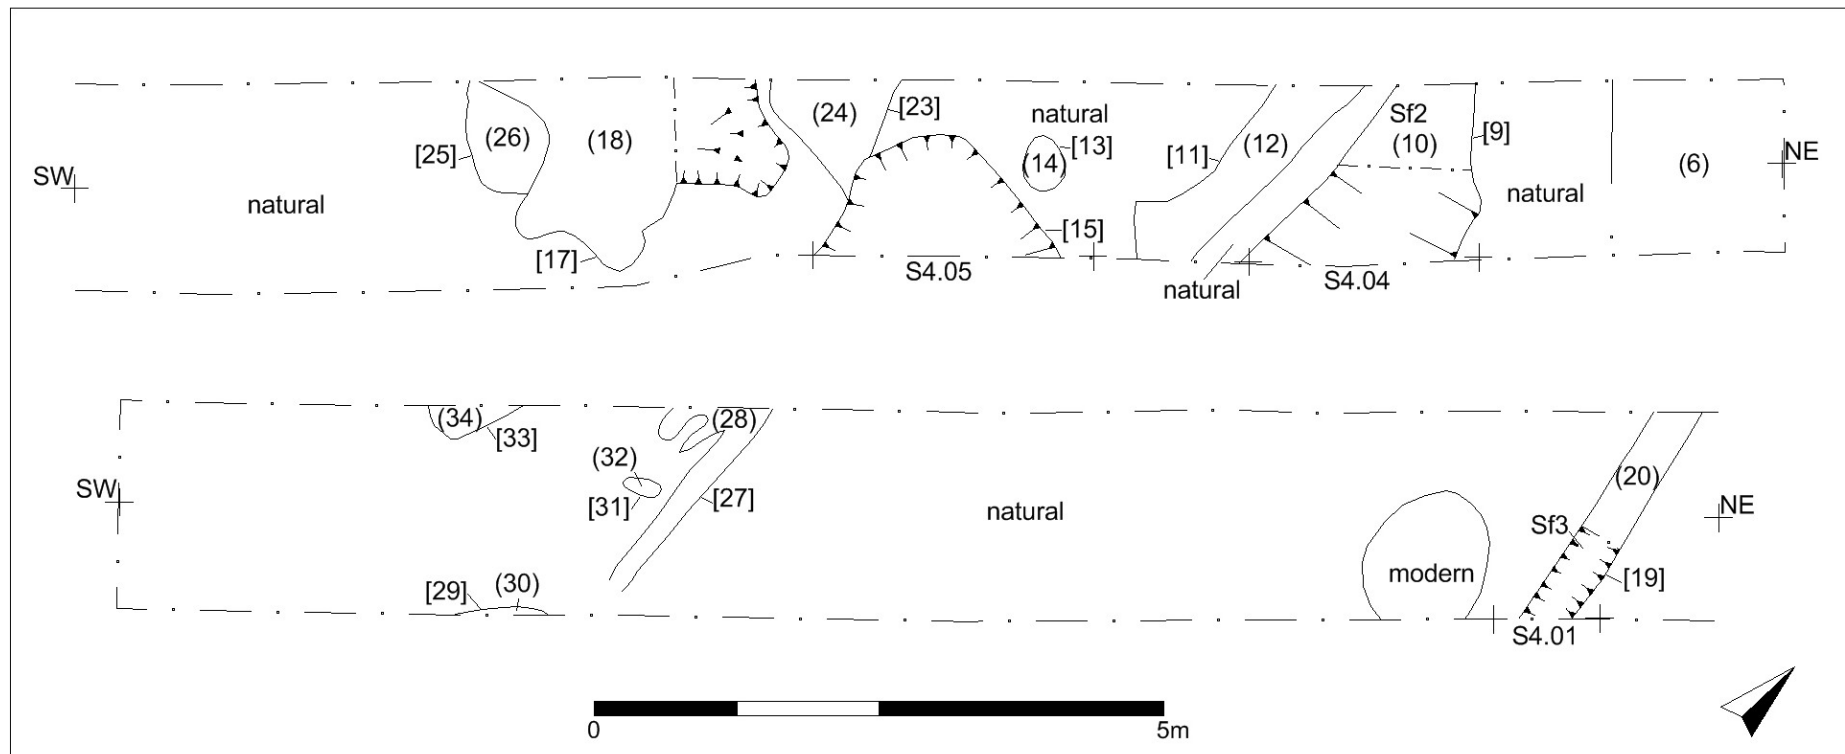 SW
natural
[25]
(26)
(18)
[17]
(24)
[23]
S4.05
natural
(14)
[13]
[15]
[11]
(12)
natural
Sf2
(10)
[9]
S4.04
natural
(6)
NE
SW
(34)
[33]
[29]
(30)
(32)
[31]
(28)
[27]
natural
modern
Sf3
(20)
[19]
S4.01
NE
0
5m